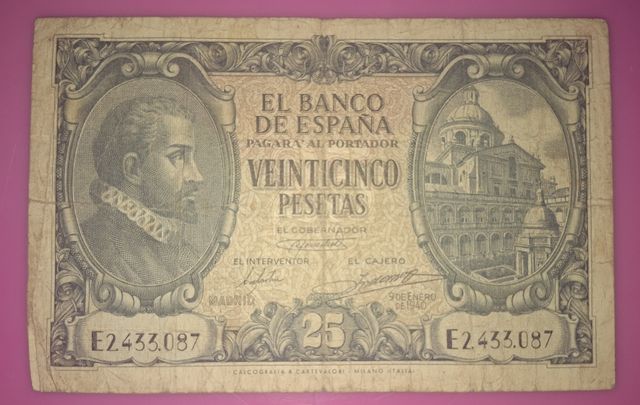 EL BANCO
DE ESPAÑA
PAGARÁ AL PORTADOR
VEINTICINCO
PESETAS
EL GOBERNADOR
EL INTERVENTOR
EL CAJERO
MADRID,
9 DE ENERO
DE 1940
25
E2.433.087
E2.433.087
CALCOGRAFIA & CARTEVALORI - MILANO (ITALIA)